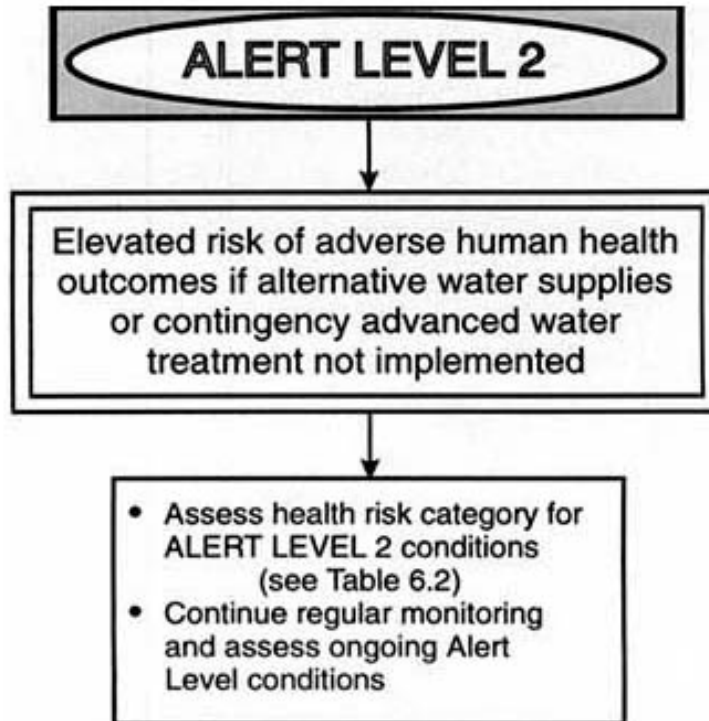 ALERT LEVEL 2
Elevated risk of adverse human health
outcomes if alternative water supplies
or contingency advanced water
treatment not implemented
• Assess health risk category for
ALERT LEVEL 2 conditions
(see Table 6.2)
• Continue regular monitoring
and assess ongoing Alert
Level conditions